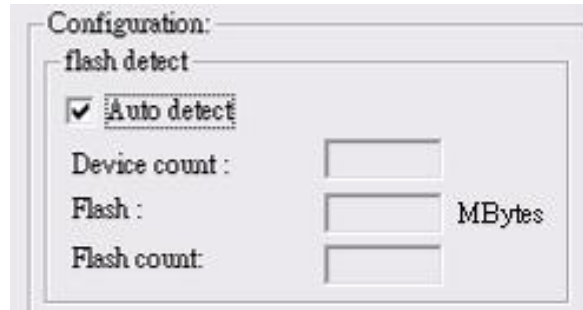 Configuration:
flash detect
Auto detect
Device count :
Flash : MBytes
Flash count: